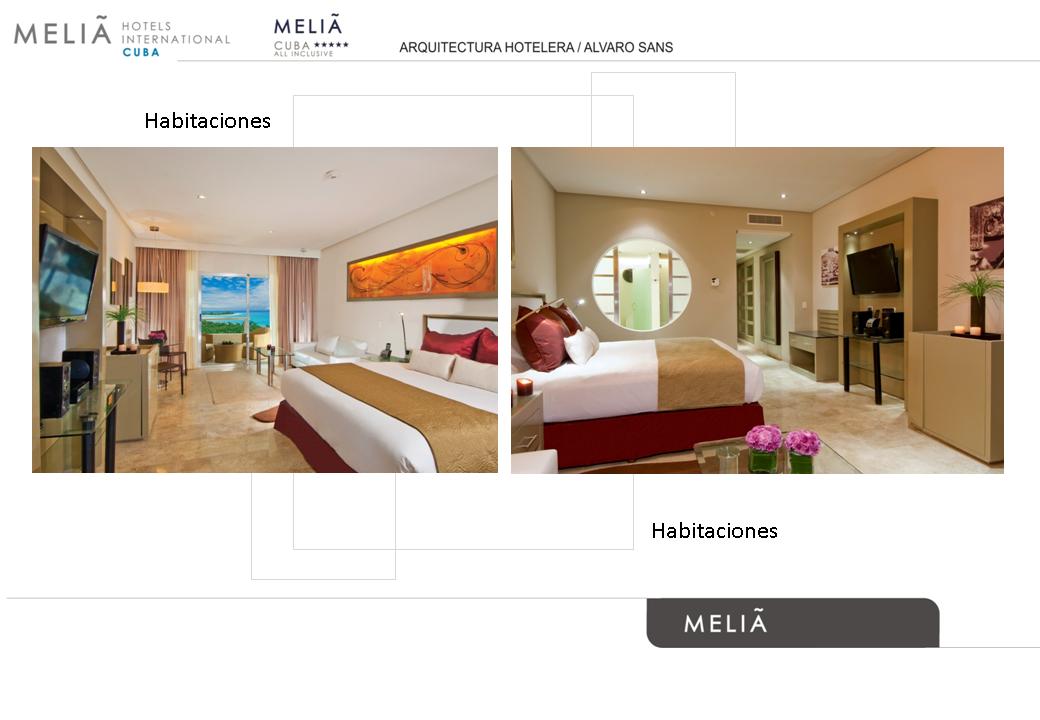 MELIÃ HOTELS
INTERNATIONAL
CUBA
MELIÃ
CUBA ★★★★★
ALL INCLUSIVE
ARQUITECTURA HOTELERA / ALVARO SANS
Habitaciones
Habitaciones
MELIÃ